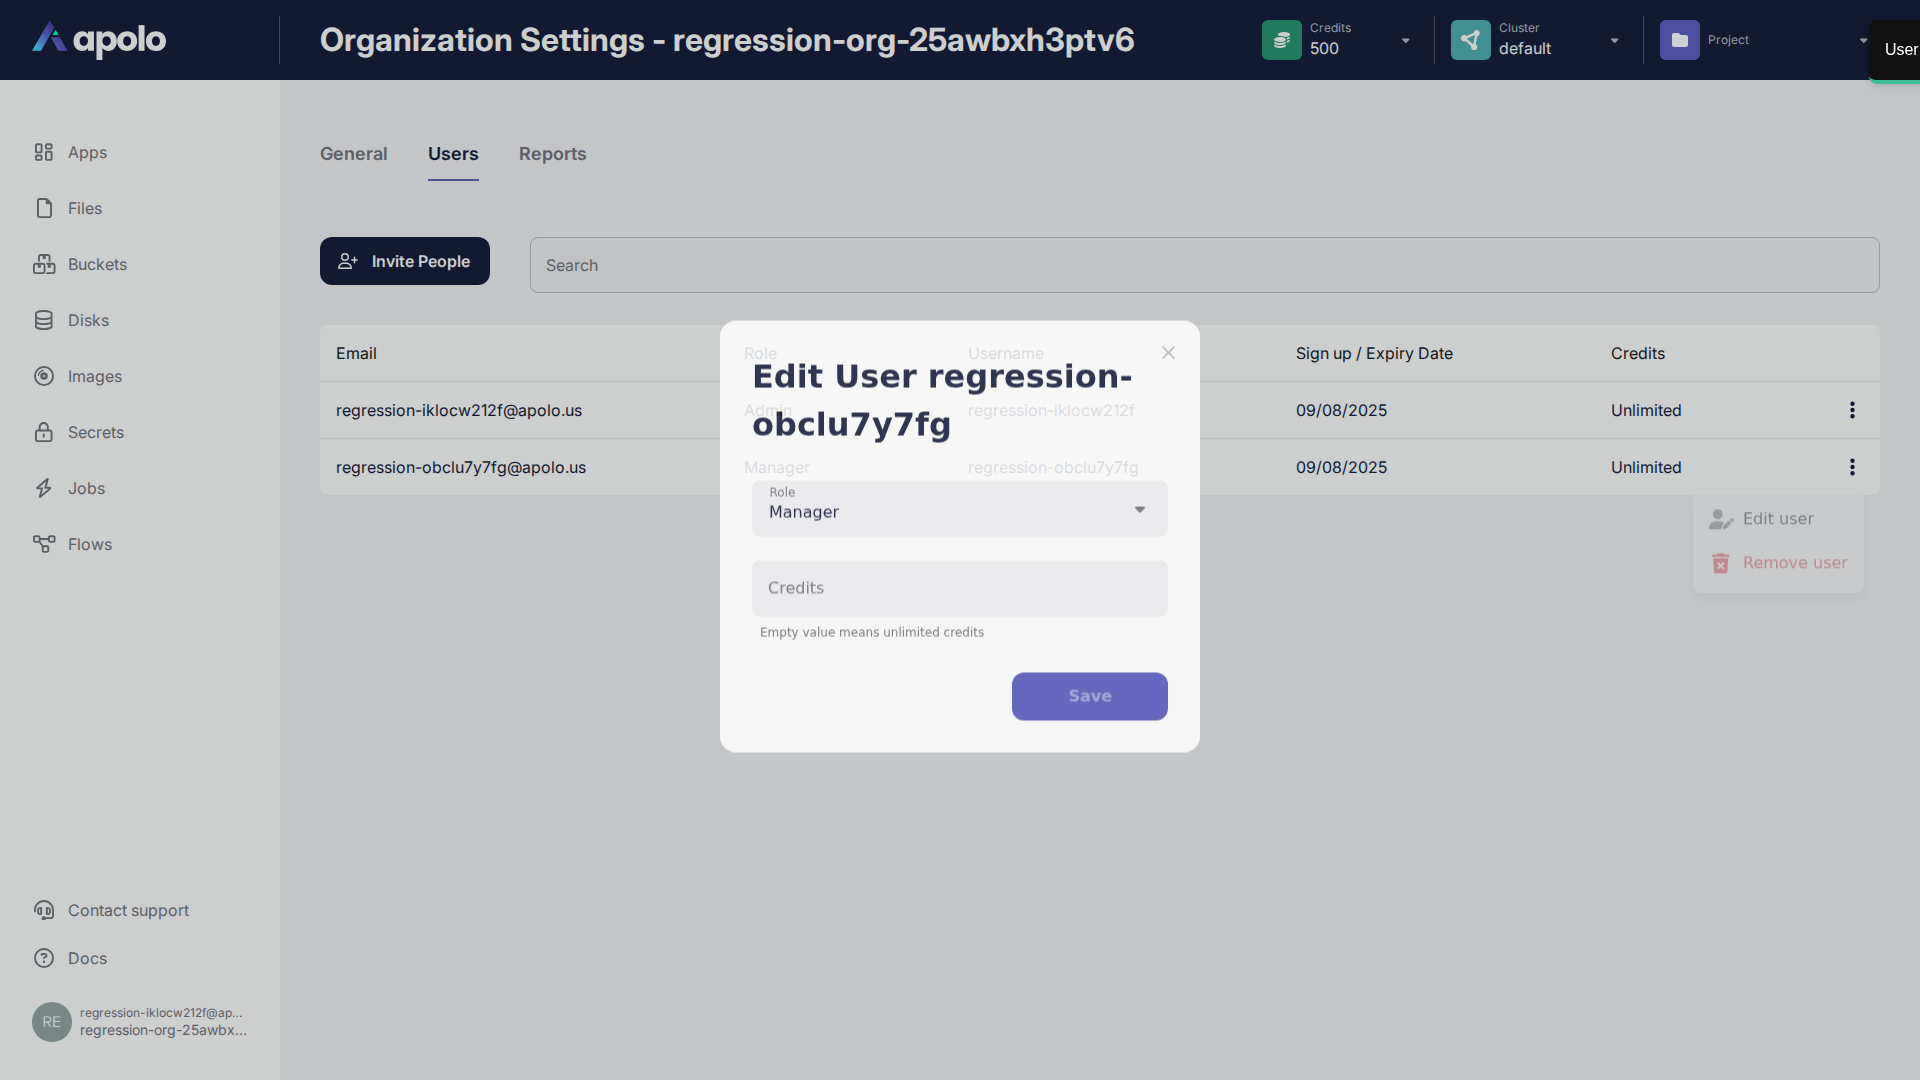 apolo
Organization Settings - regression-org-25awbxh3ptv6
Credits
500
Cluster
default
Project
User
Apps
Files
Buckets
Disks
Images
Secrets
Jobs
Flows
Contact support
Docs
RE
regression-iklocw212f@ap...
regression-org-25awbx...
General
Users
Reports
Invite People
Search
Email
Role
Username
Sign up / Expiry Date
Credits
regression-iklocw212f@apolo.us
Admin
regression-iklocw212f
09/08/2025
Unlimited
regression-obclu7y7fg@apolo.us
Manager
regression-obclu7y7fg
09/08/2025
Unlimited
Edit user
Remove user
Edit User regression-
obclu7y7fg
Role
Manager
Credits
Empty value means unlimited credits
Save